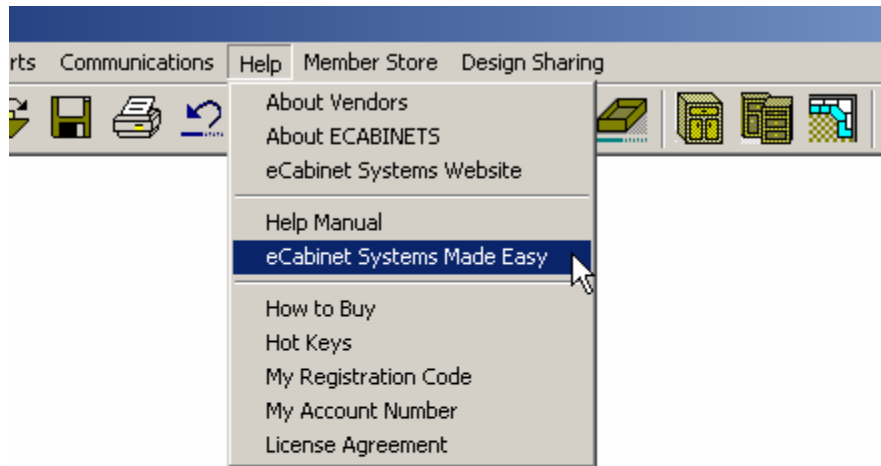 rts Communications Help Member Store Design Sharing
About Vendors
About ECABINETS
eCabinet Systems Website
Help Manual
eCabinet Systems Made Easy
How to Buy
Hot Keys
My Registration Code
My Account Number
License Agreement